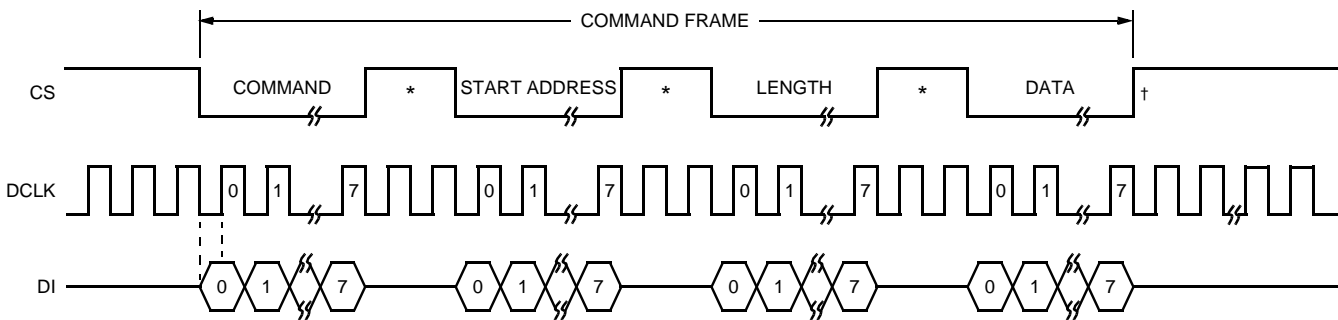 COMMAND FRAME
CS COMMAND * START ADDRESS * LENGTH * DATA †
DCLK 0 1 7 0 1 7 0 1 7 0 1 7
DI 0 1 7 0 1 7 0 1 7 0 1 7